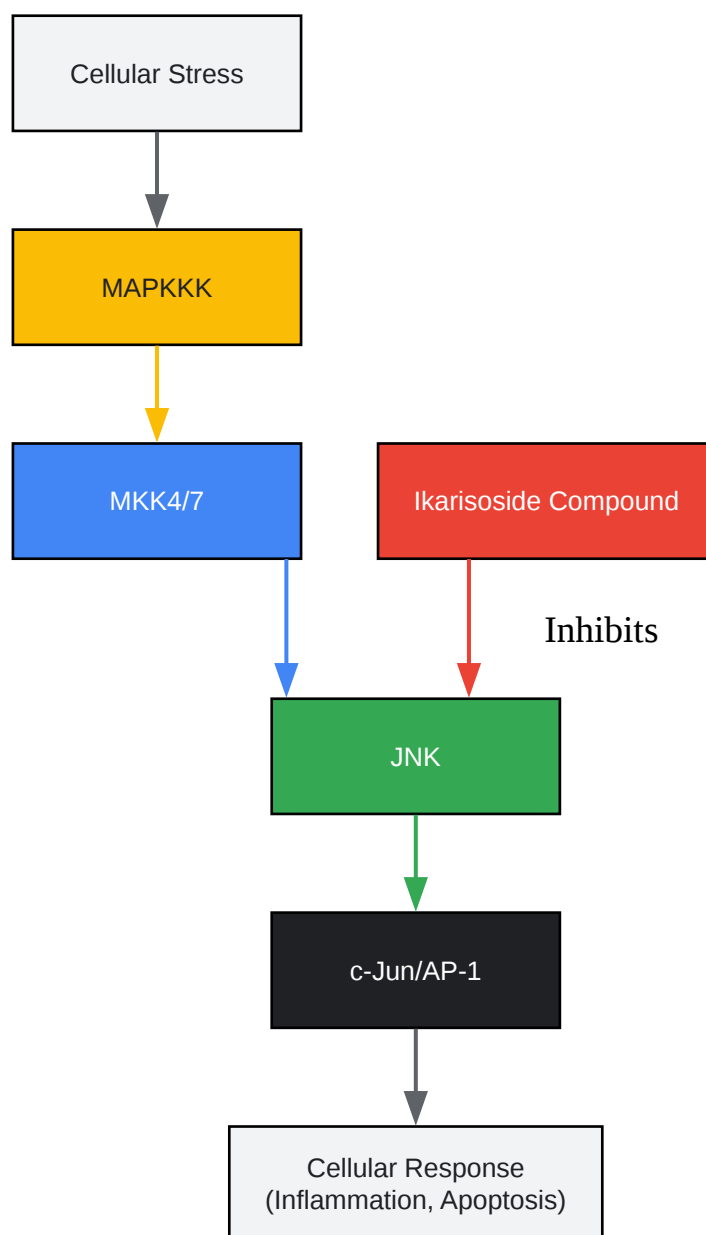 Cellular Stress
MAPKKK
MKK4/7
Ikarisoside Compound
Inhibits
JNK
c-Jun/AP-1
Cellular Response
(Inflammation, Apoptosis)